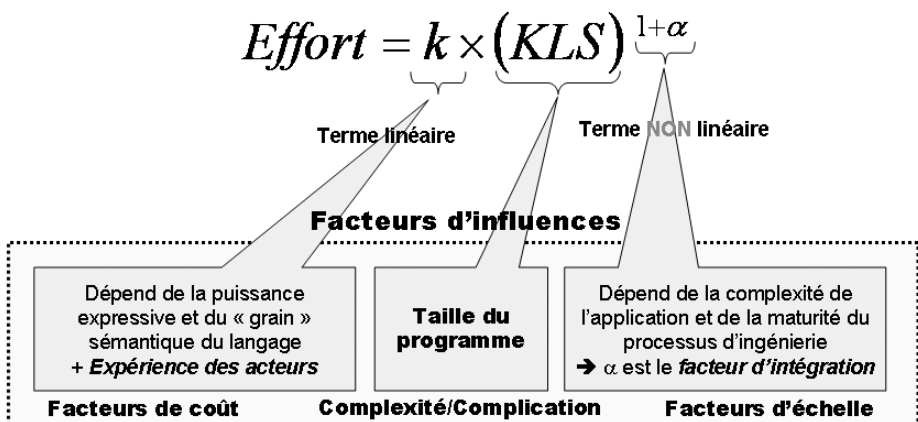 Effort = k × (KLS)^{1+α}
Terme linéaire
Terme NON linéaire
Facteurs d'influences
Dépend de la puissance
expressive et du « grain »
sémantique du langage
+ Expérience des acteurs
Taille du
programme
Dépend de la complexité de
l'application et de la maturité du
processus d'ingénierie
➔ α est le facteur d'intégration
Facteurs de coût
Complexité/Complication
Facteurs d'échelle